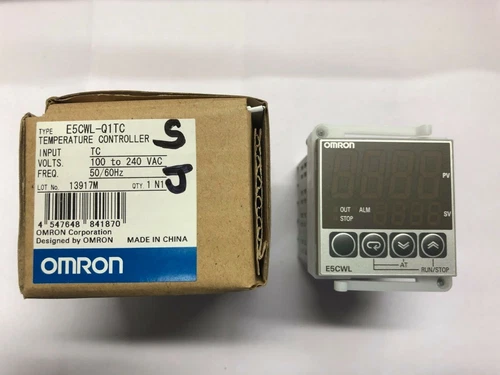 TYPE E5CWL-Q1TC
TEMPERATURE CONTROLLER S
INPUT TC
VOLTS. 100 to 240 VAC
FREQ. 50/60Hz J
LOT No. 13917M QTY 1 N1
4 547648 841870
OMRON Corporation
Designed by OMRON MADE IN CHINA
OMRON
OMRON
PV
OUT ALM
STOP SV
AT
E5CWL RUN/STOP